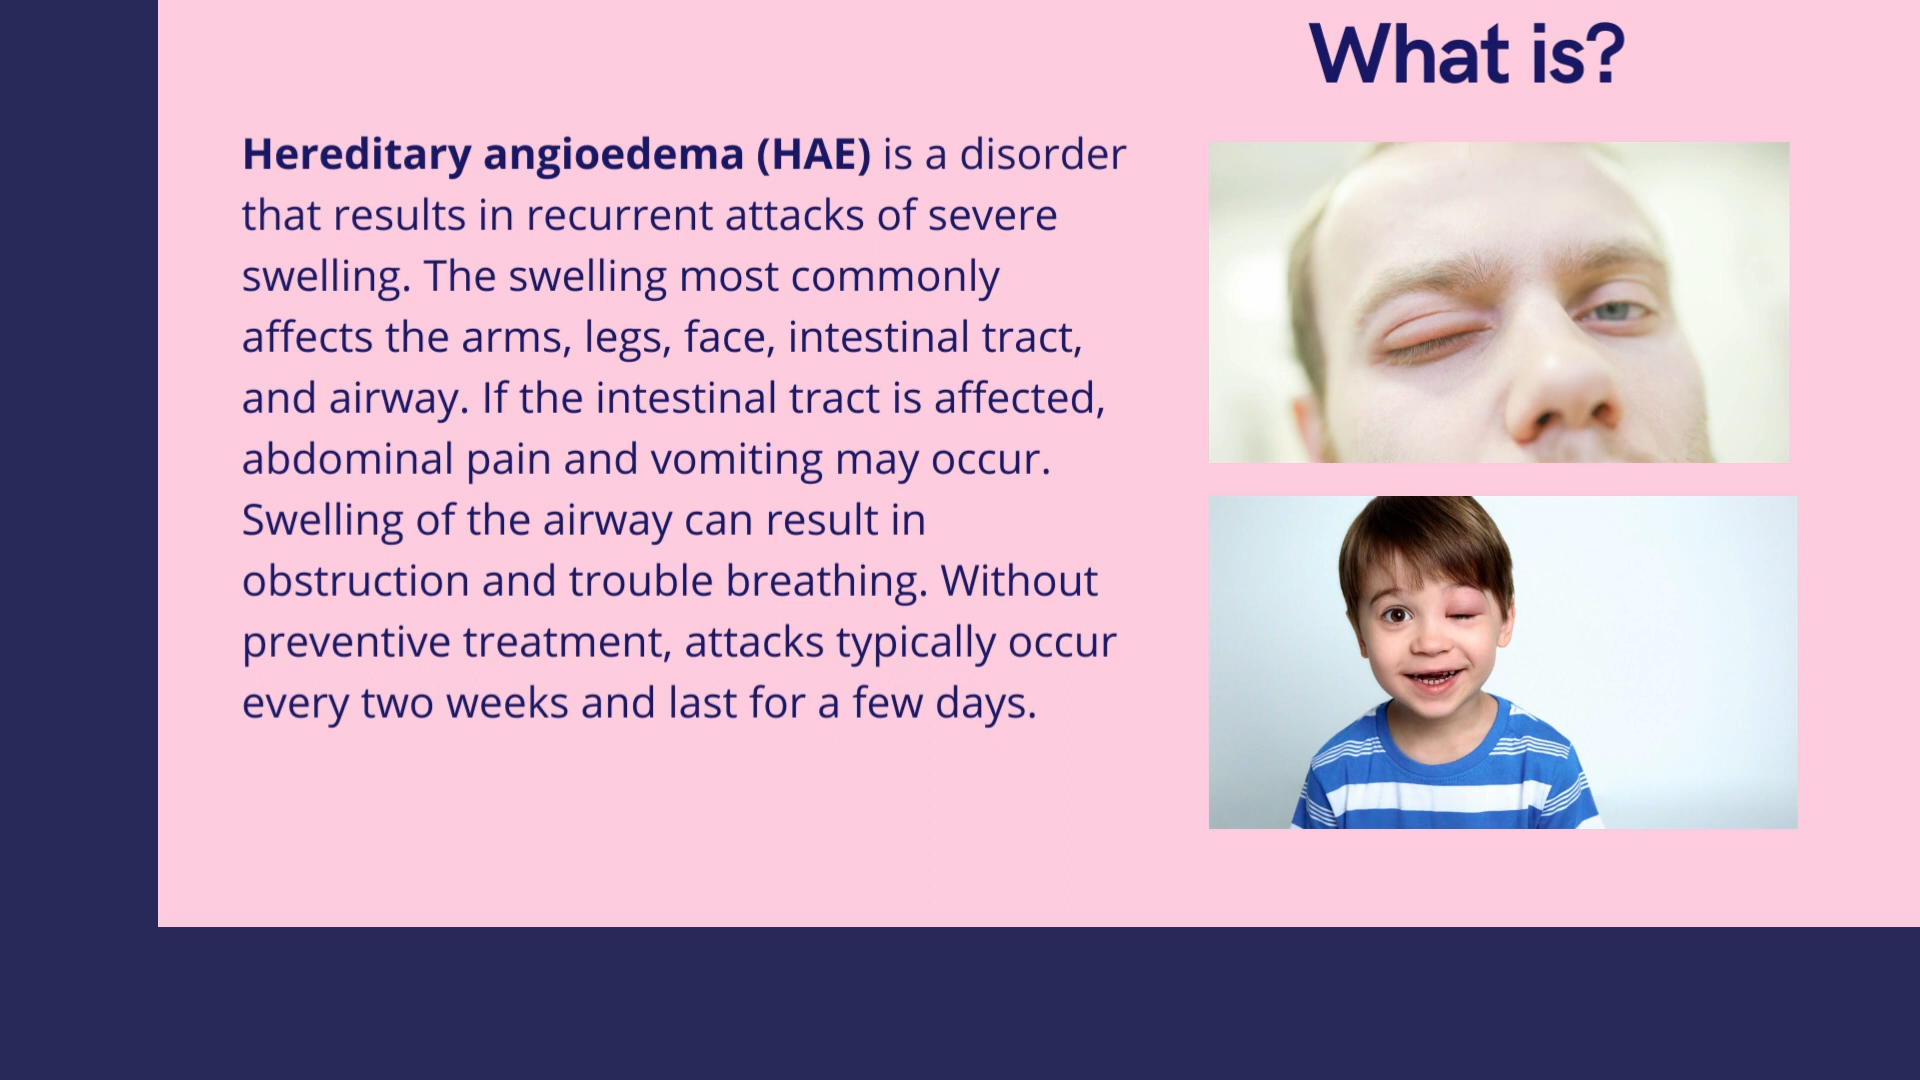 What is?
Hereditary angioedema (HAE) is a disorder
that results in recurrent attacks of severe
swelling. The swelling most commonly
affects the arms, legs, face, intestinal tract,
and airway. If the intestinal tract is affected,
abdominal pain and vomiting may occur.
Swelling of the airway can result in
obstruction and trouble breathing. Without
preventive treatment, attacks typically occur
every two weeks and last for a few days.